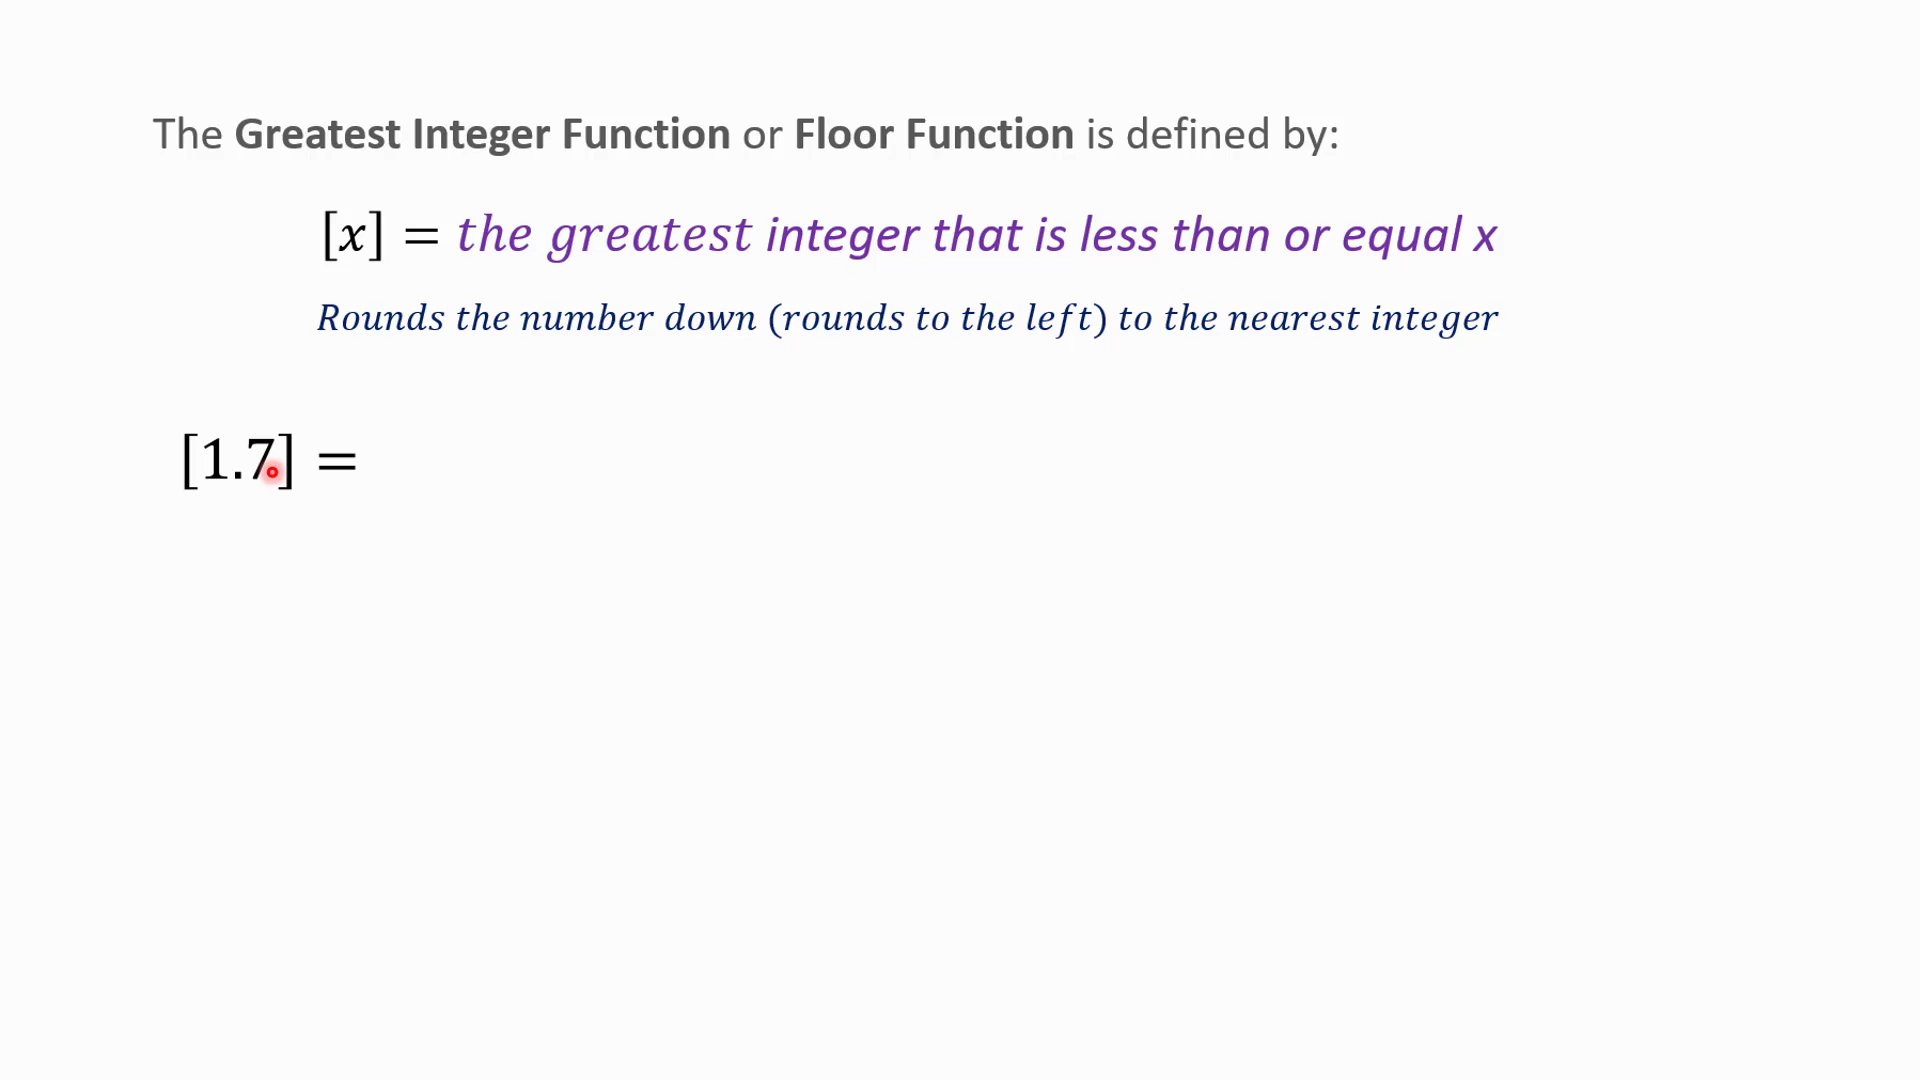 The Greatest Integer Function or Floor Function is defined by:
[x] = the greatest integer that is less than or equal x
Rounds the number down (rounds to the left) to the nearest integer
[1.7] =